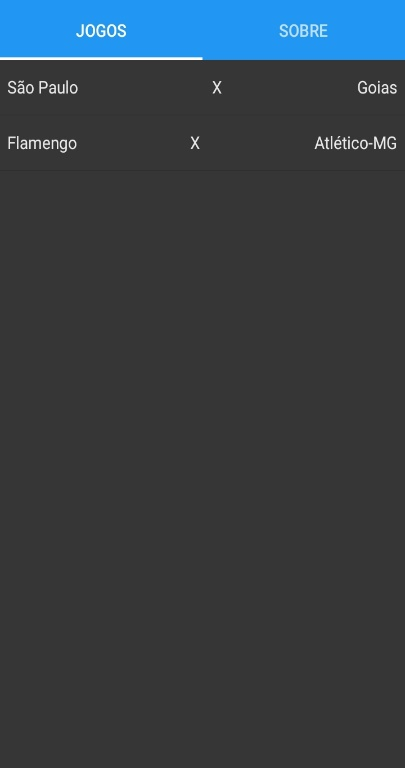 JOGOS SOBRE
São Paulo X Goias
Flamengo X Atlético-MG